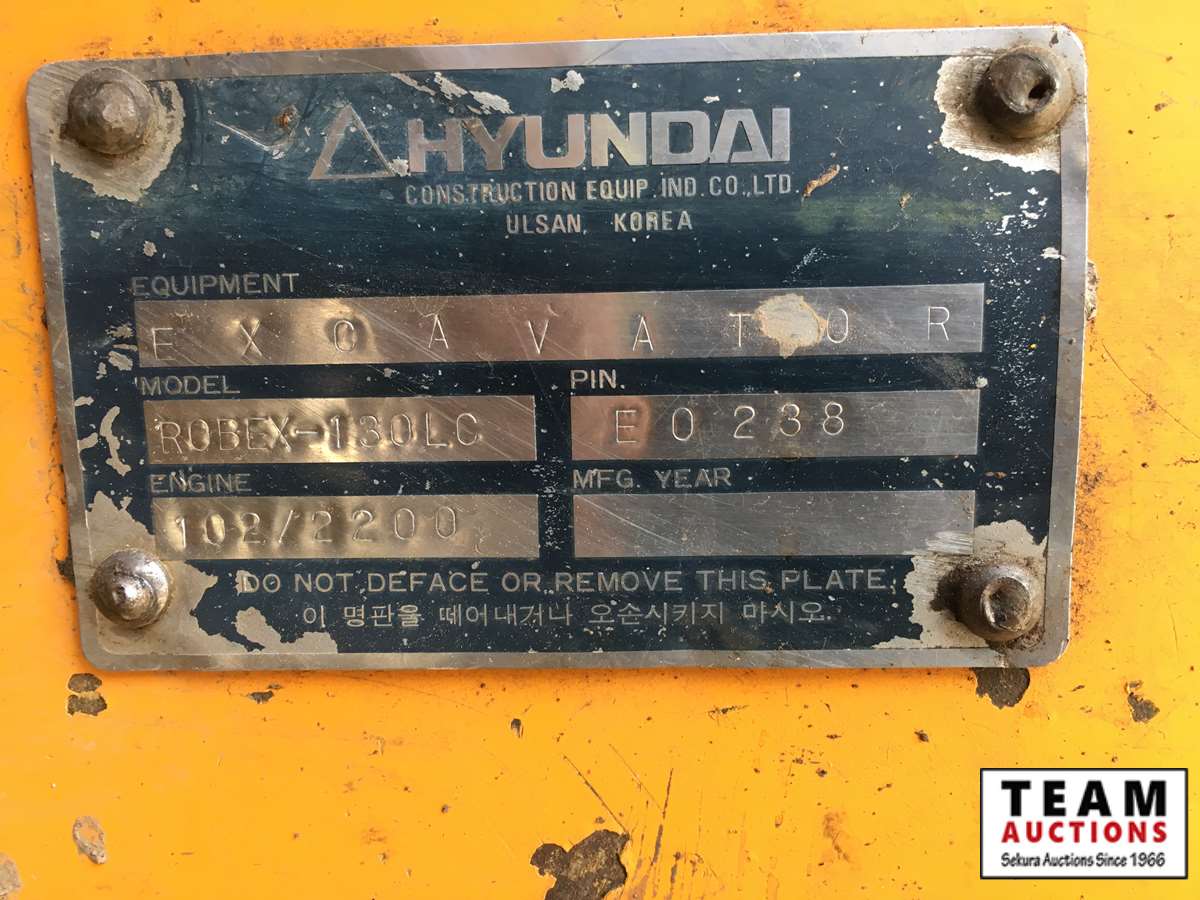 HYUNDAI
CONSTRUCTION EQUIP. IND. CO., LTD.
ULSAN, KOREA
EQUIPMENT
EXCAVATOR
MODEL
PIN.
ROBEX-130LC
E0238
ENGINE
MFG. YEAR
102/2200
DO NOT DEFACE OR REMOVE THIS PLATE.
이 명판을 떼어내거나 오손시키지 마시오.
TEAM
AUCTIONS
Sekura Auctions Since 1966